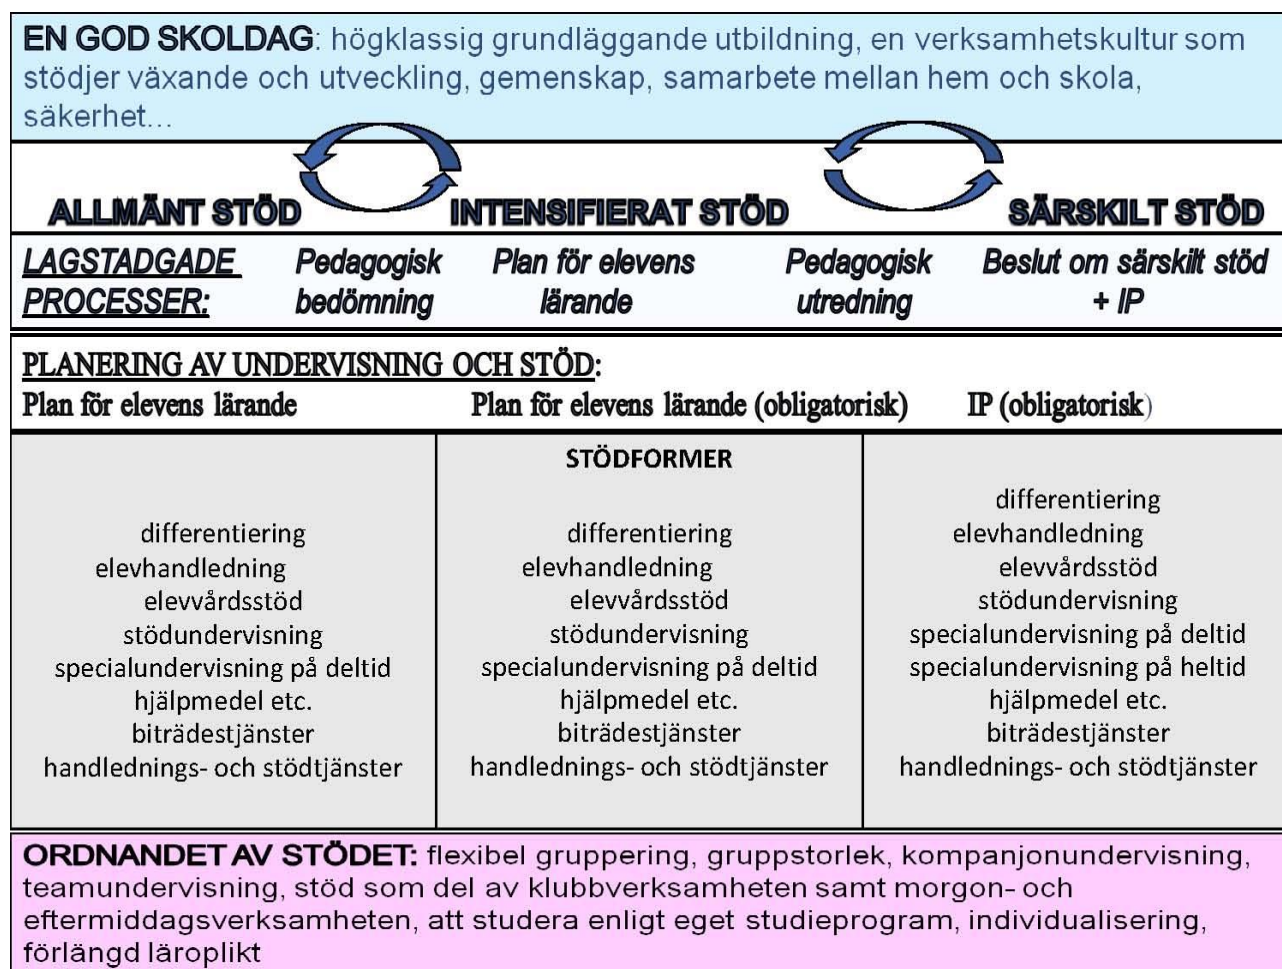 EN GOD SKOLDAG: högklassig grundläggande utbildning, en verksamhetskultur som
stödjer växande och utveckling, gemenskap, samarbete mellan hem och skola,
säkerhet...
ALLMÄNT STÖD INTENSIFIERAT STÖD SÄRSKILT STÖD
LAGSTADGADE PROCESSER:
Pedagogisk bedömning
Plan för elevens lärande
Pedagogisk utredning
Beslut om särskilt stöd + IP
PLANERING AV UNDERVISNING OCH STÖD:
Plan för elevens lärande Plan för elevens lärande (obligatorisk) IP (obligatorisk)
differentiering
elevhandledning
elevvårdsstöd
stödundervisning
specialundervisning på deltid
hjälpmedel etc.
biträdestjänster
handlednings- och stödtjänster
STÖDFORMER
differentiering
elevhandledning
elevvårdsstöd
stödundervisning
specialundervisning på deltid
hjälpmedel etc.
biträdestjänster
handlednings- och stödtjänster
differentiering
elevhandledning
elevvårdsstöd
stödundervisning
specialundervisning på deltid
specialundervisning på heltid
hjälpmedel etc.
biträdestjänster
handlednings- och stödtjänster
ORDNANDET AV STÖDET: flexibel gruppering, gruppstorlek, kompanjonundervisning,
teamundervisning, stöd som del av klubbverksamheten samt morgon- och
eftermiddagsverksamheten, att studera enligt eget studieprogram, individualisering,
förlängd läroplikt